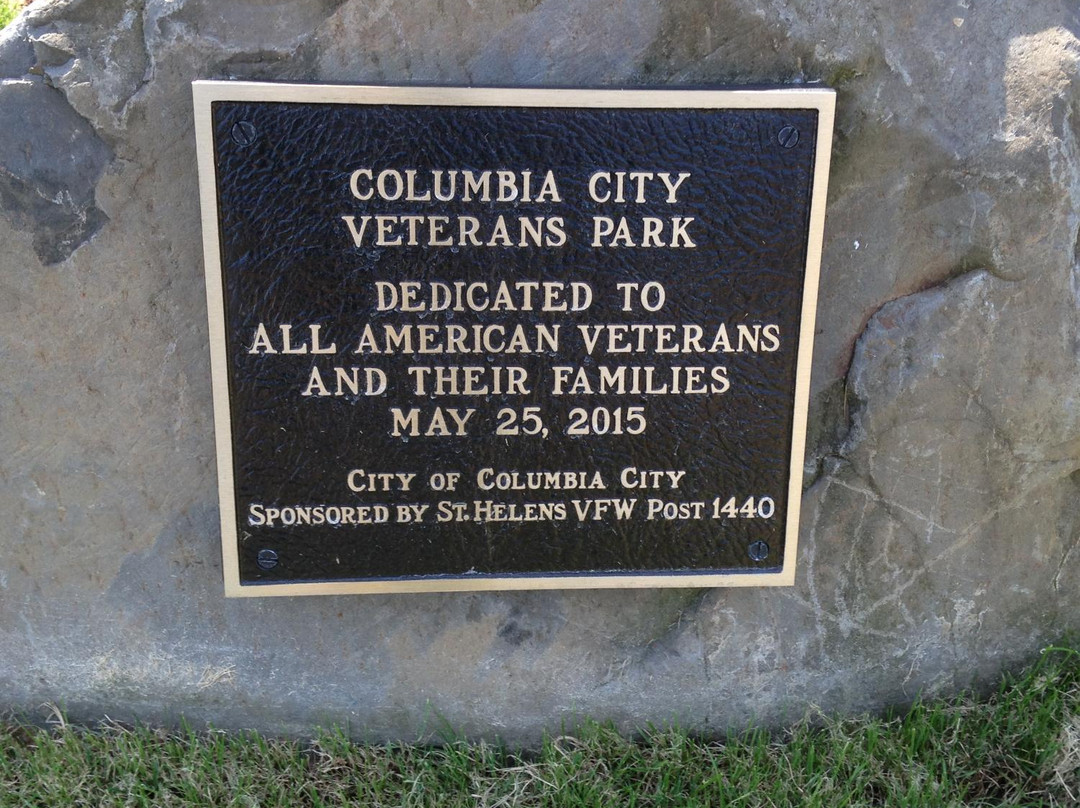 COLUMBIA CITY
VETERANS PARK
DEDICATED TO
ALL AMERICAN VETERANS
AND THEIR FAMILIES
MAY 25, 2015
CITY OF COLUMBIA CITY
SPONSORED BY ST. HELENS VFW POST 1440